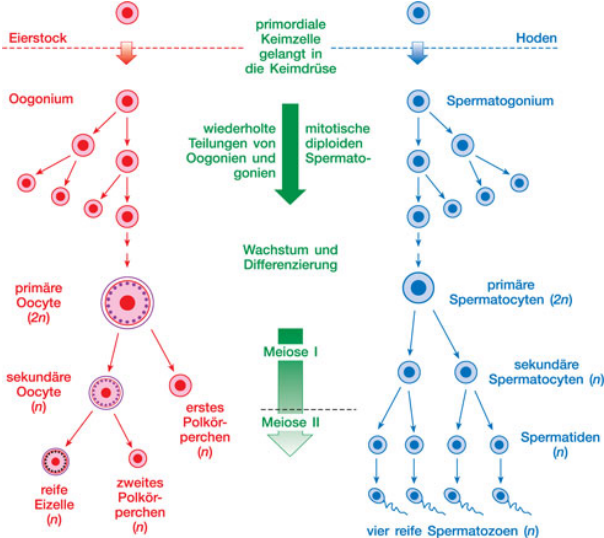 primordiale
Keimzelle
gelangt in
die Keimdrüse
Eierstock
Hoden
Oogonium
Spermatogonium
wiederholte mitotische
Teilungen von diploiden
Oogonien und Spermato-
gonien
Wachstum und
Differenzierung
primäre
Oocyte
(2n)
primäre
Spermatocyten (2n)
Meiose I
sekundäre
Oocyte
(n)
erstes
Polkör-
perchen
(n)
sekundäre
Spermatocyten (n)
Meiose II
Spermatiden
(n)
reife
Eizelle
(n)
zweites
Polkör-
perchen
(n)
vier reife Spermatozoen (n)